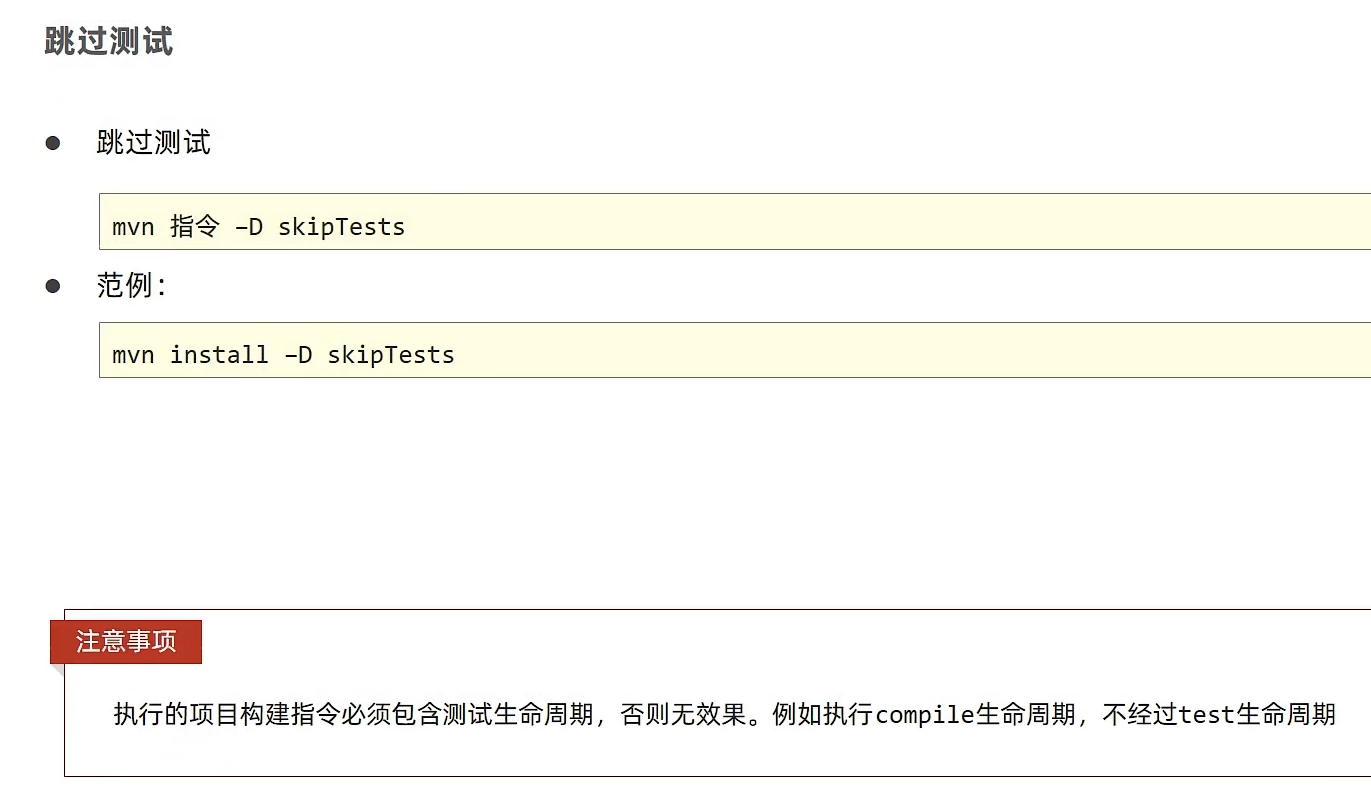 跳过测试
跳过测试
mvn 指令 –D skipTests
范例：
mvn install –D skipTests
注意事项
执行的项目构建指令必须包含测试生命周期，否则无效果。例如执行compile生命周期，不经过test生命周期